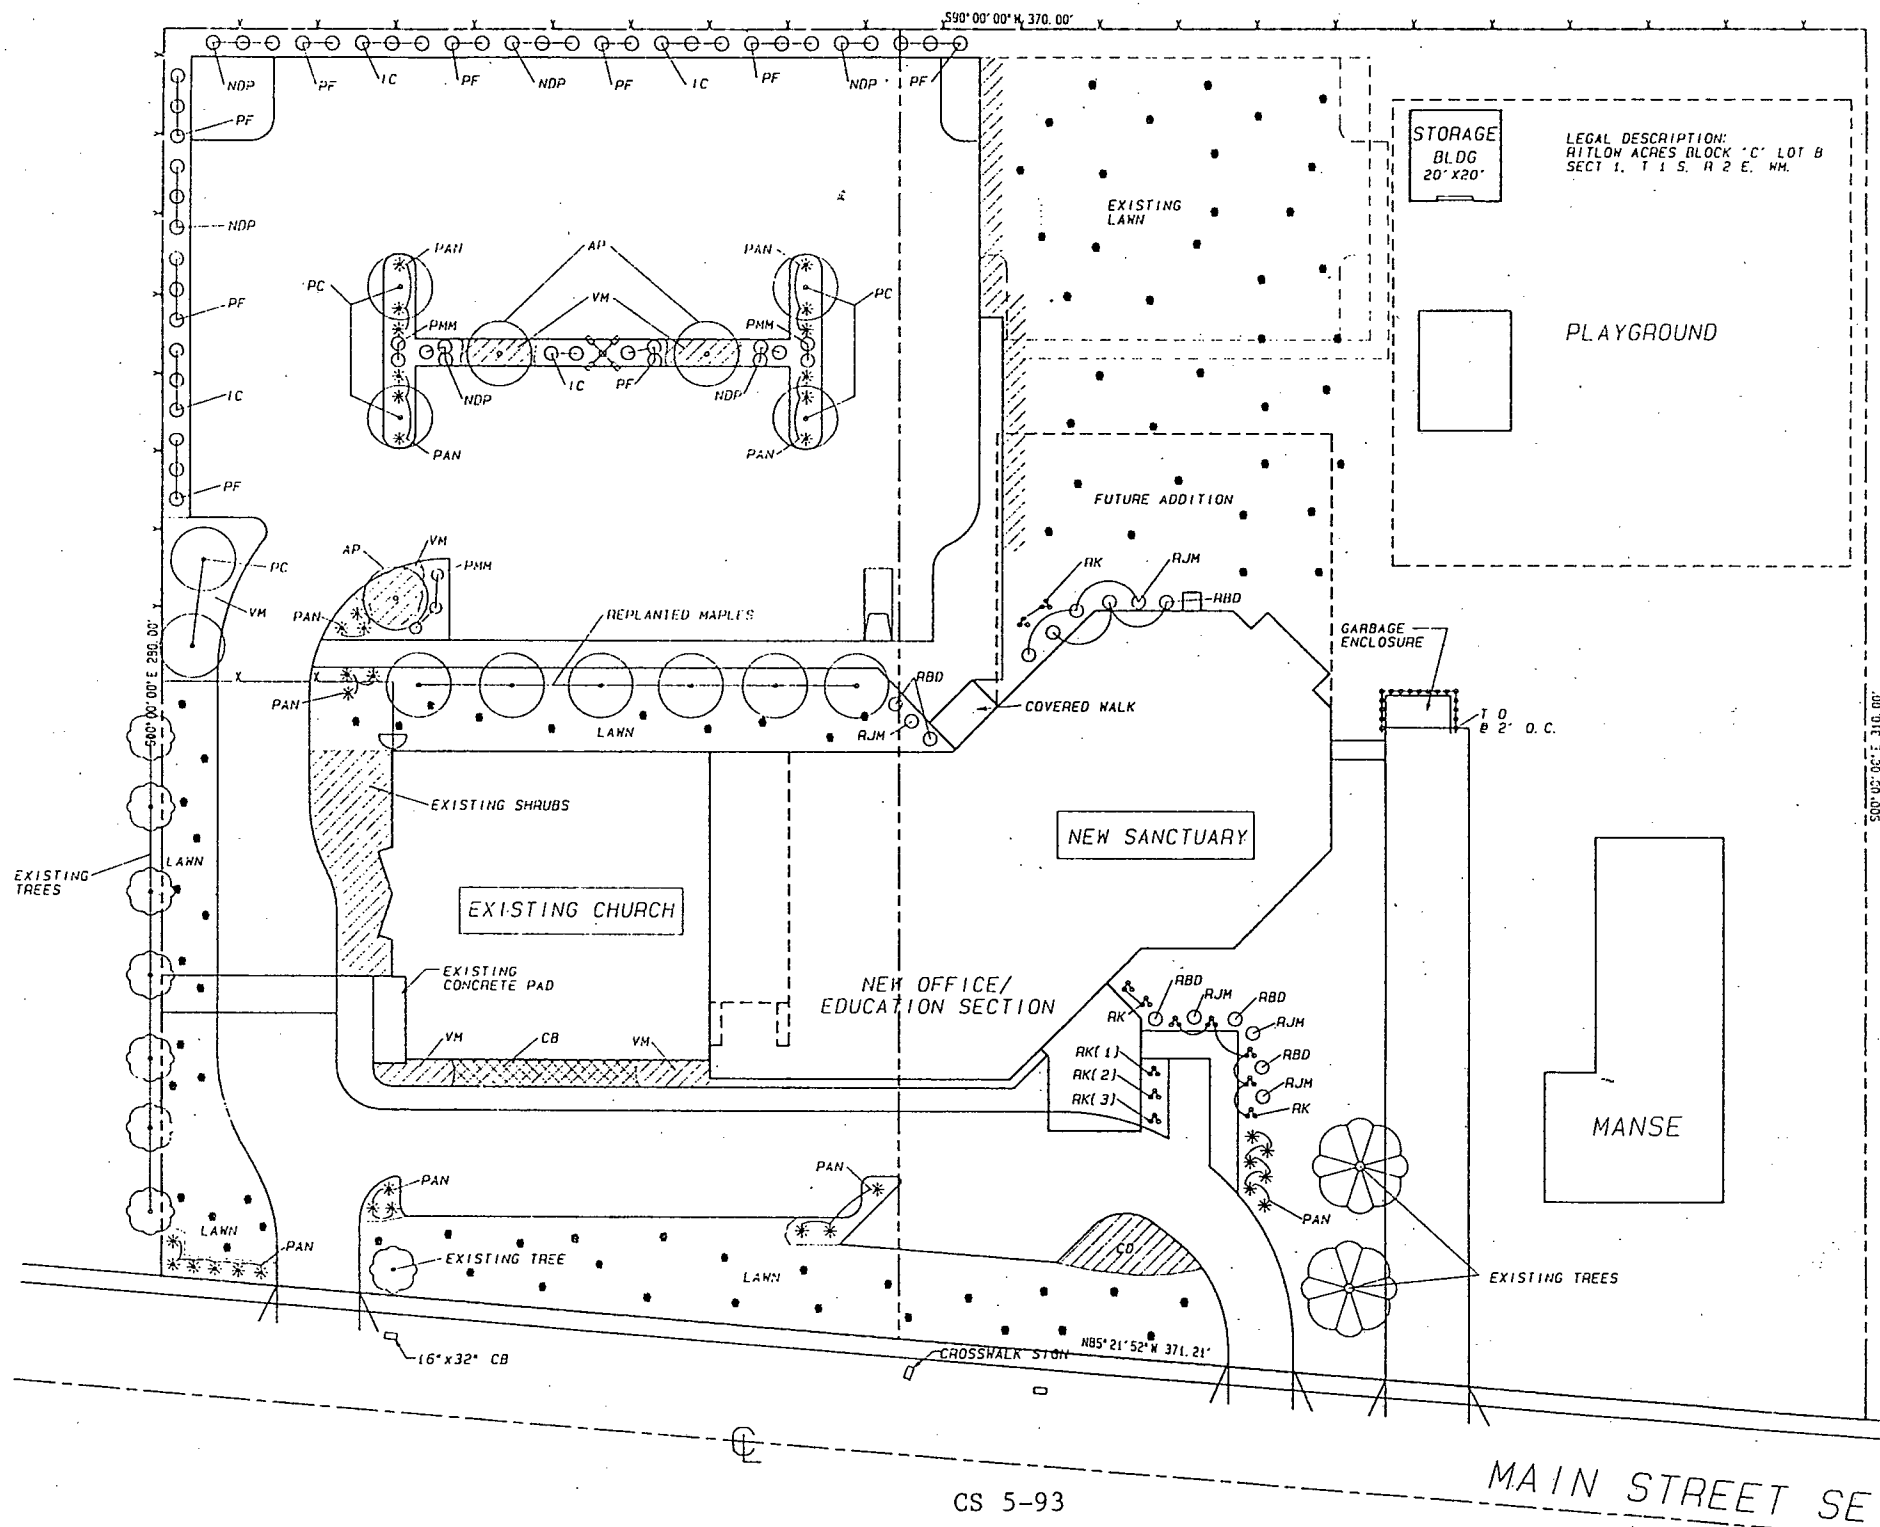 S90°00'00"W 370.00'
NDP
PF
IC
PF
NDP
PF
IC
PF
NDP
PF
PF
NDP
PF
IC
PF
STORAGE
BLDG
20'X20'
LEGAL DESCRIPTION:
RITLOW ACRES BLOCK "C" LOT B
SECT 1, T 1 S, R 2 E, WM.
EXISTING
LAWN
PLAYGROUND
PAN
AP
PAN
PC
VM
PC
PMM
PMM
NDP
IC
PF
NDP
PAN
PAN
FUTURE ADDITION
AP
VM
PMM
PC
VM
PAN
REPLANTED MAPLES
RK
RJM
RBD
GARBAGE
ENCLOSURE
S00°00'00"E 290.00'
PAN
RBD
COVERED WALK
LAWN
RJM
T O
@ 2' O.C.
S00°00'00"E 310.00'
EXISTING SHRUBS
NEW SANCTUARY
EXISTING
TREES
LAWN
EXISTING CHURCH
EXISTING
CONCRETE PAD
NEW OFFICE/
EDUCATION SECTION
RBD
RJM
RBD
RK
RJM
VM
CB
VM
RK(1)
RBD
RK(2)
RJM
RK(3)
RK
MANSE
PAN
PAN
PAN
LAWN
PAN
EXISTING TREE
LAWN
CD
EXISTING TREES
16"x32" CB
CROSSWALK SIGN
N85°21'52"W 371.21'
CL
MAIN STREET SE
CS 5-93